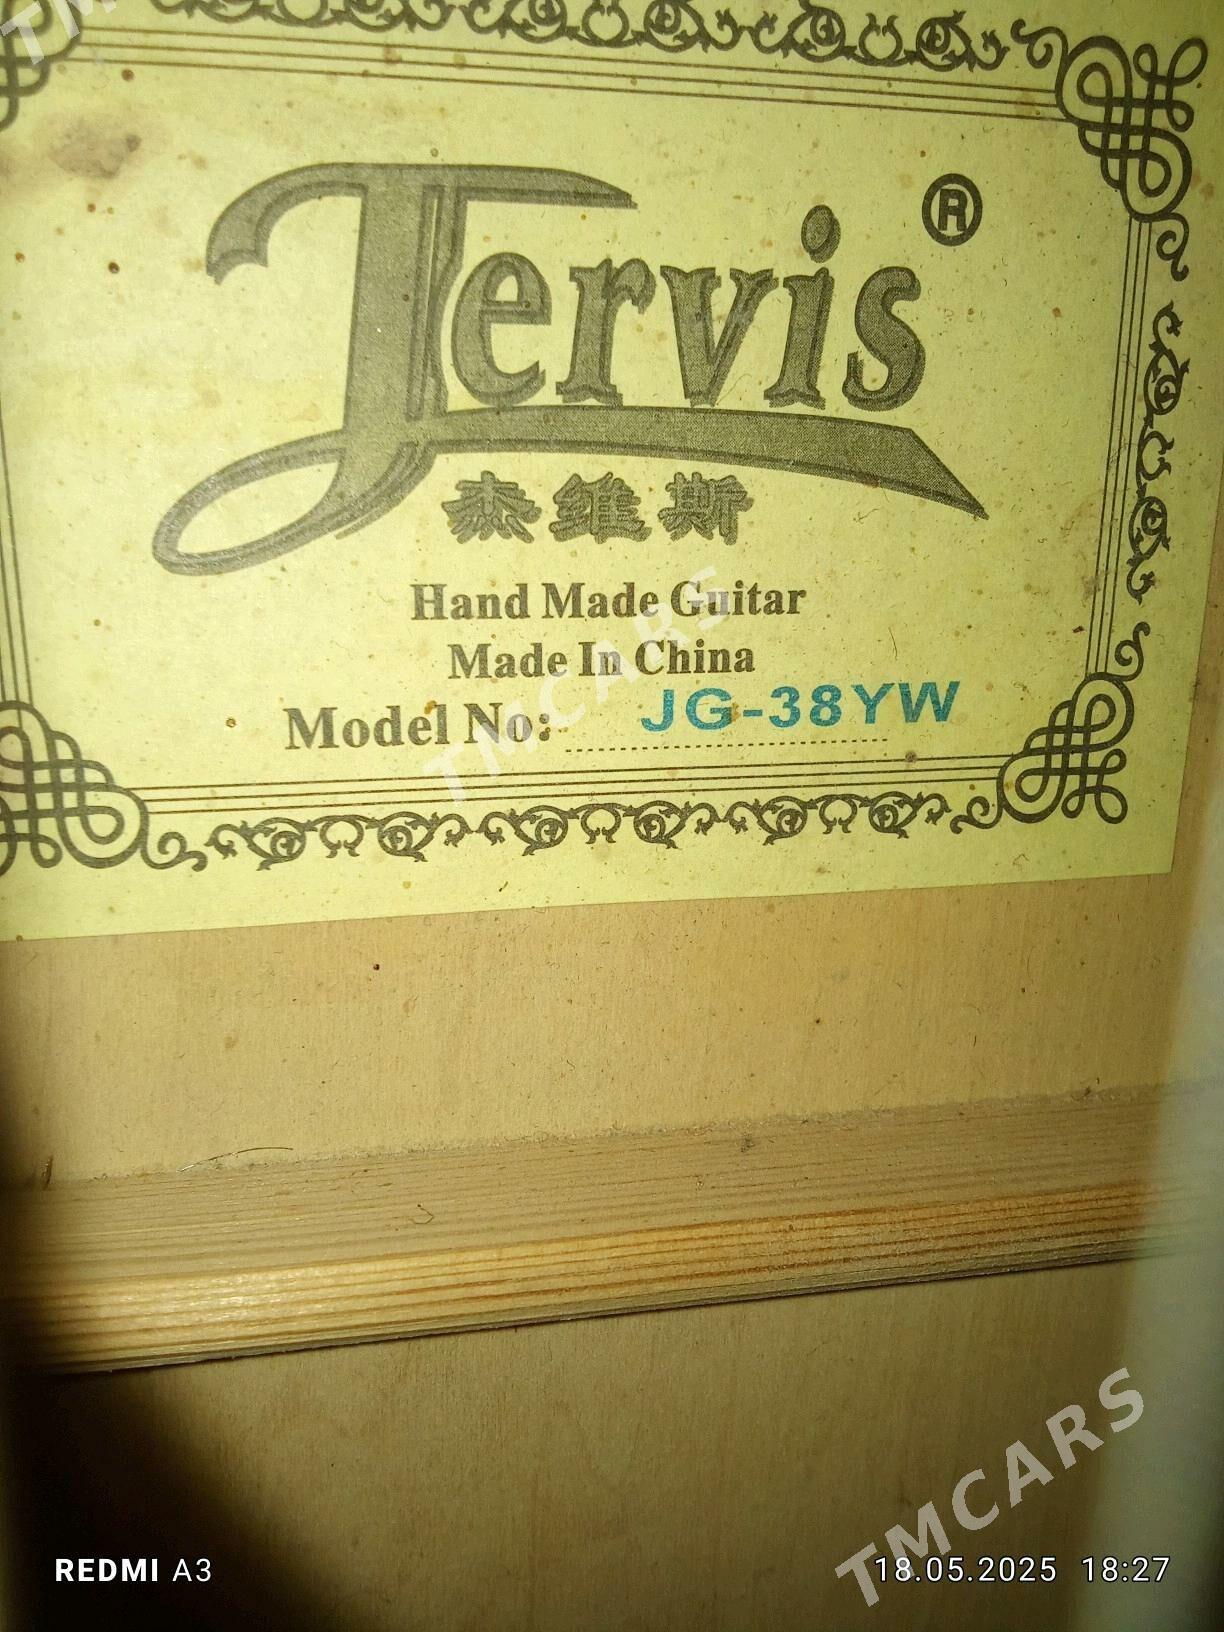 Jervis®
杰维斯
Hand Made Guitar
Made In China
Model No: JG-38YW
TMCARS
TMCARS
REDMI A3
18.05.2025 18:27